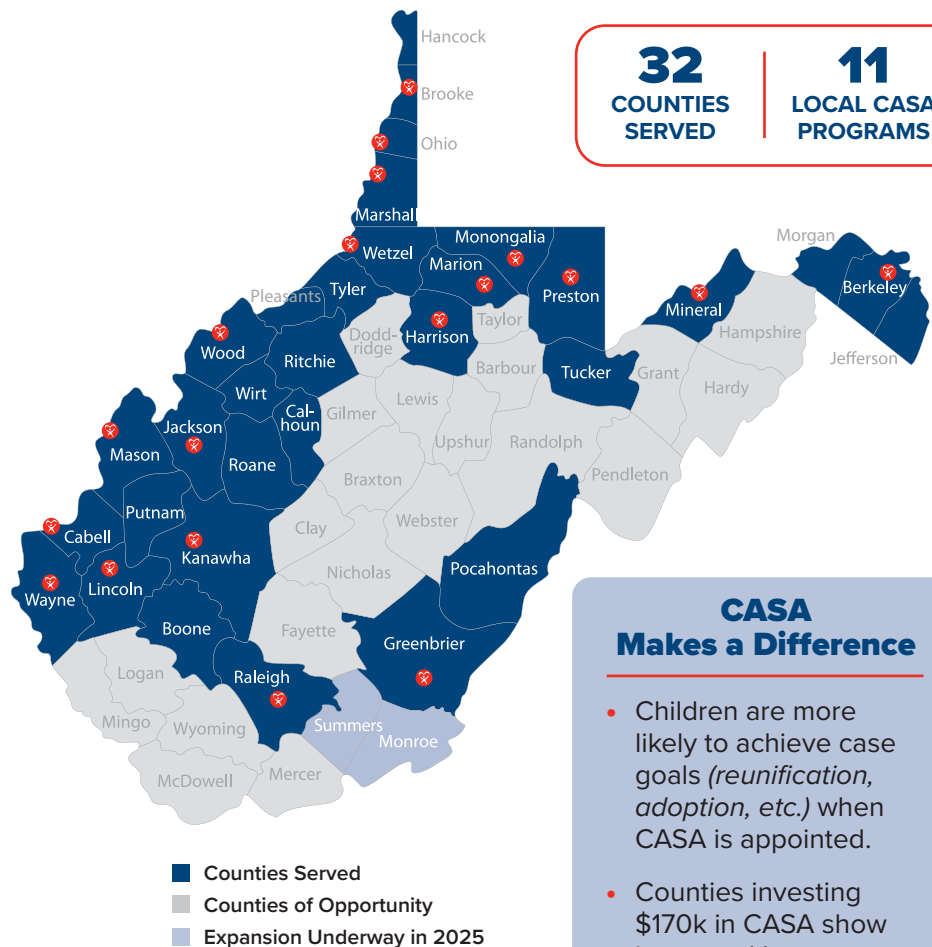 Hancock
Brooke
Ohio
Marshall
32
COUNTIES
SERVED
11
LOCAL CASA
PROGRAMS
Wetzel
Monongalia
Marion
Preston
Morgan
Mineral
Berkeley
Hampshire
Jefferson
Pleasants
Tyler
Dodd-
ridge
Harrison
Taylor
Wood
Ritchie
Barbour
Tucker
Grant
Hardy
Wirt
Cal-
houn
Gilmer
Lewis
Upshur
Randolph
Pendleton
Jackson
Mason
Roane
Braxton
Webster
Putnam
Clay
Cabell
Kanawha
Nicholas
Pocahontas
Wayne
Lincoln
Boone
Fayette
Greenbrier
Logan
Raleigh
Mingo
Wyoming
Summers
Monroe
McDowell
Mercer
CASA
Makes a Difference
• Children are more
likely to achieve case
goals (reunification,
adoption, etc.) when
CASA is appointed.
• Counties investing
$170k in CASA show
Counties Served
Counties of Opportunity
Expansion Underway in 2025